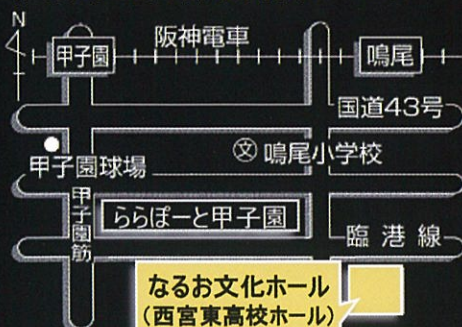 N
阪神電車
甲子園
鳴尾
国道43号
甲子園球場
文 鳴尾小学校
甲子園筋
ららぽーと甲子園
臨港線
なるお文化ホール
(西宮東高校ホール)